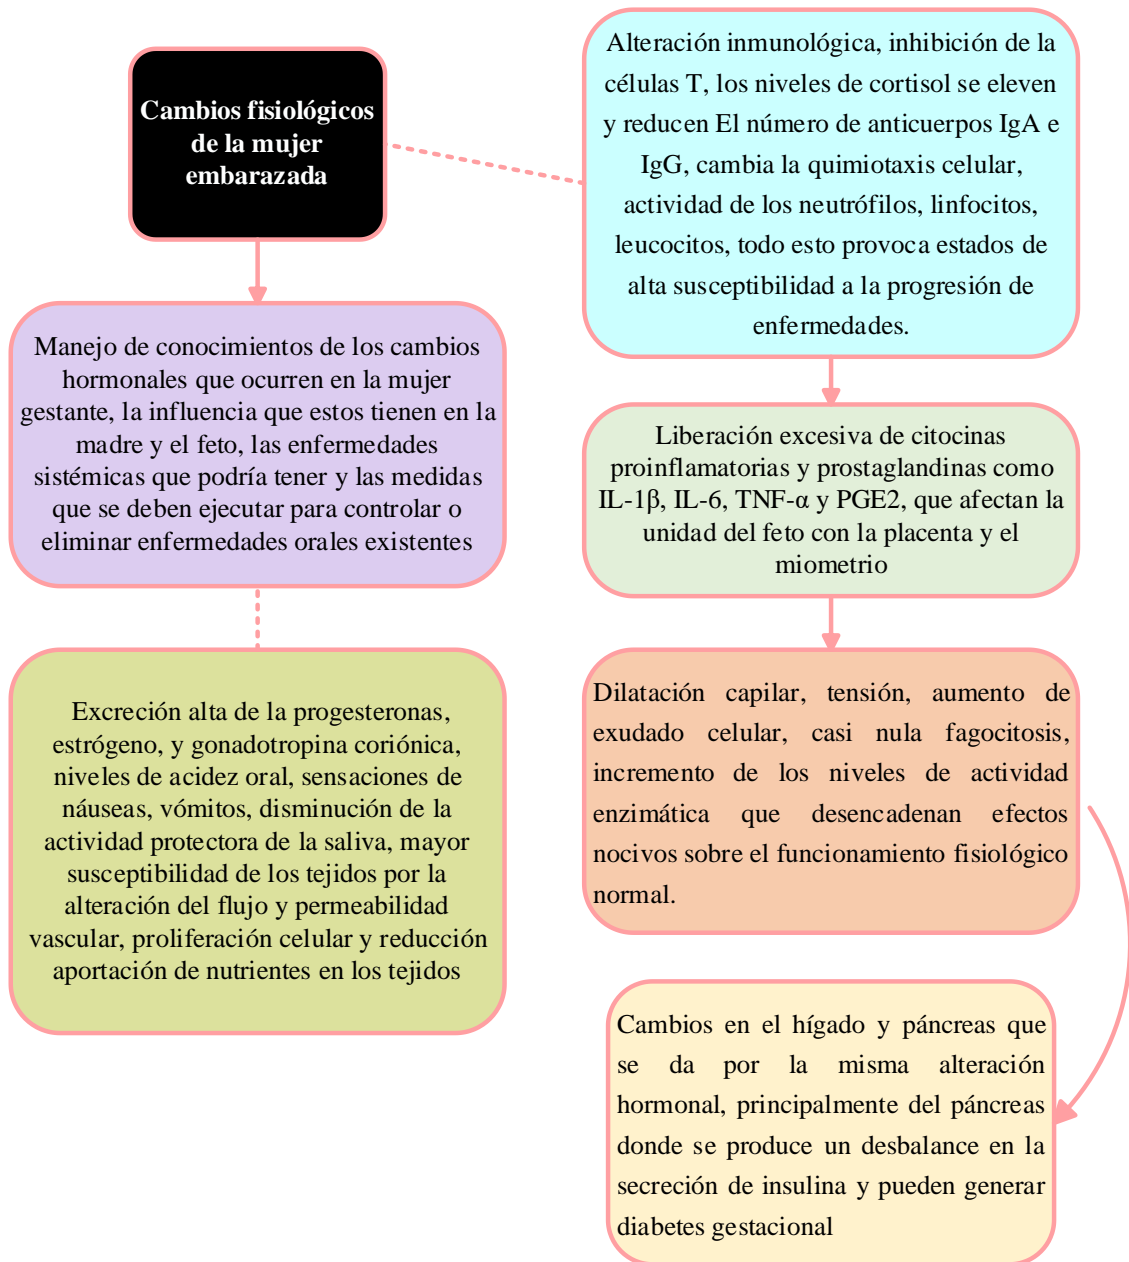 Cambios fisiológicos
de la mujer
embarazada
Manejo de conocimientos de los cambios
hormonales que ocurren en la mujer
gestante, la influencia que estos tienen en la
madre y el feto, las enfermedades
sistémicas que podría tener y las medidas
que se deben ejecutar para controlar o
eliminar enfermedades orales existentes
Excreción alta de la progesteronas,
estrógeno, y gonadotropina coriónica,
niveles de acidez oral, sensaciones de
náuseas, vómitos, disminución de la
actividad protectora de la saliva, mayor
susceptibilidad de los tejidos por la
alteración del flujo y permeabilidad
vascular, proliferación celular y reducción
aportación de nutrientes en los tejidos
Alteración inmunológica, inhibición de la
células T, los niveles de cortisol se eleven
y reducen El número de anticuerpos IgA e
IgG, cambia la quimiotaxis celular,
actividad de los neutrófilos, linfocitos,
leucocitos, todo esto provoca estados de
alta susceptibilidad a la progresión de
enfermedades.
Liberación excesiva de citocinas
proinflamatorias y prostaglandinas como
IL-1β, IL-6, TNF-α y PGE2, que afectan la
unidad del feto con la placenta y el
miometrio
Dilatación capilar, tensión, aumento de
exudado celular, casi nula fagocitosis,
incremento de los niveles de actividad
enzimática que desencadenan efectos
nocivos sobre el funcionamiento fisiológico
normal.
Cambios en el hígado y páncreas que
se da por la misma alteración
hormonal, principalmente del páncreas
donde se produce un desbalance en la
secreción de insulina y pueden generar
diabetes gestacional